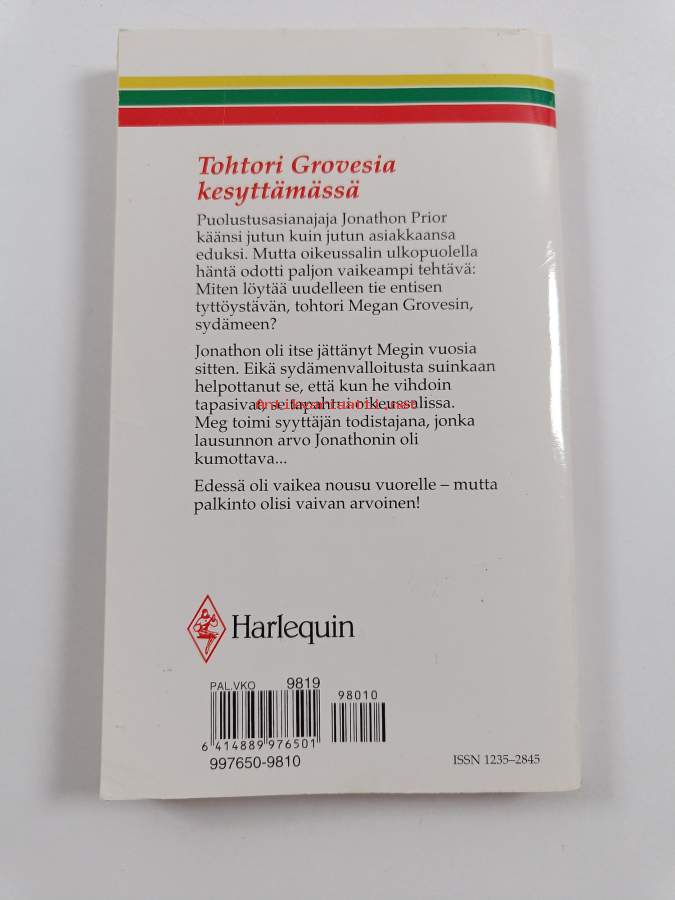 Tohtori Grovesia
kesyttämässä
Puolustusasianajaja Jonathon Prior
käänsi jutun kuin jutun asiakkaansa
eduksi. Mutta oikeussalin ulkopuolella
häntä odotti paljon vaikeampi tehtävä:
Miten löytää uudelleen tie entisen
tyttöystävän, tohtori Megan Grovesin,
sydämeen?
Jonathon oli itse jättänyt Megin vuosia
sitten. Eikä sydämenvalloitusta suinkaan
helpottanut se, että kun he vihdoin
tapasivat, se tapahtui oikeussalissa.
Meg toimi syyttäjän todistajana, jonka
lausunnon arvo Jonathonin oli
kumottava...
Edessä oli vaikea nousu vuorelle – mutta
palkinto olisi vaivan arvoinen!
Harlequin
PAL.VKO 9819
98010
6 414889 976501
997650-9810
ISSN 1235–2845